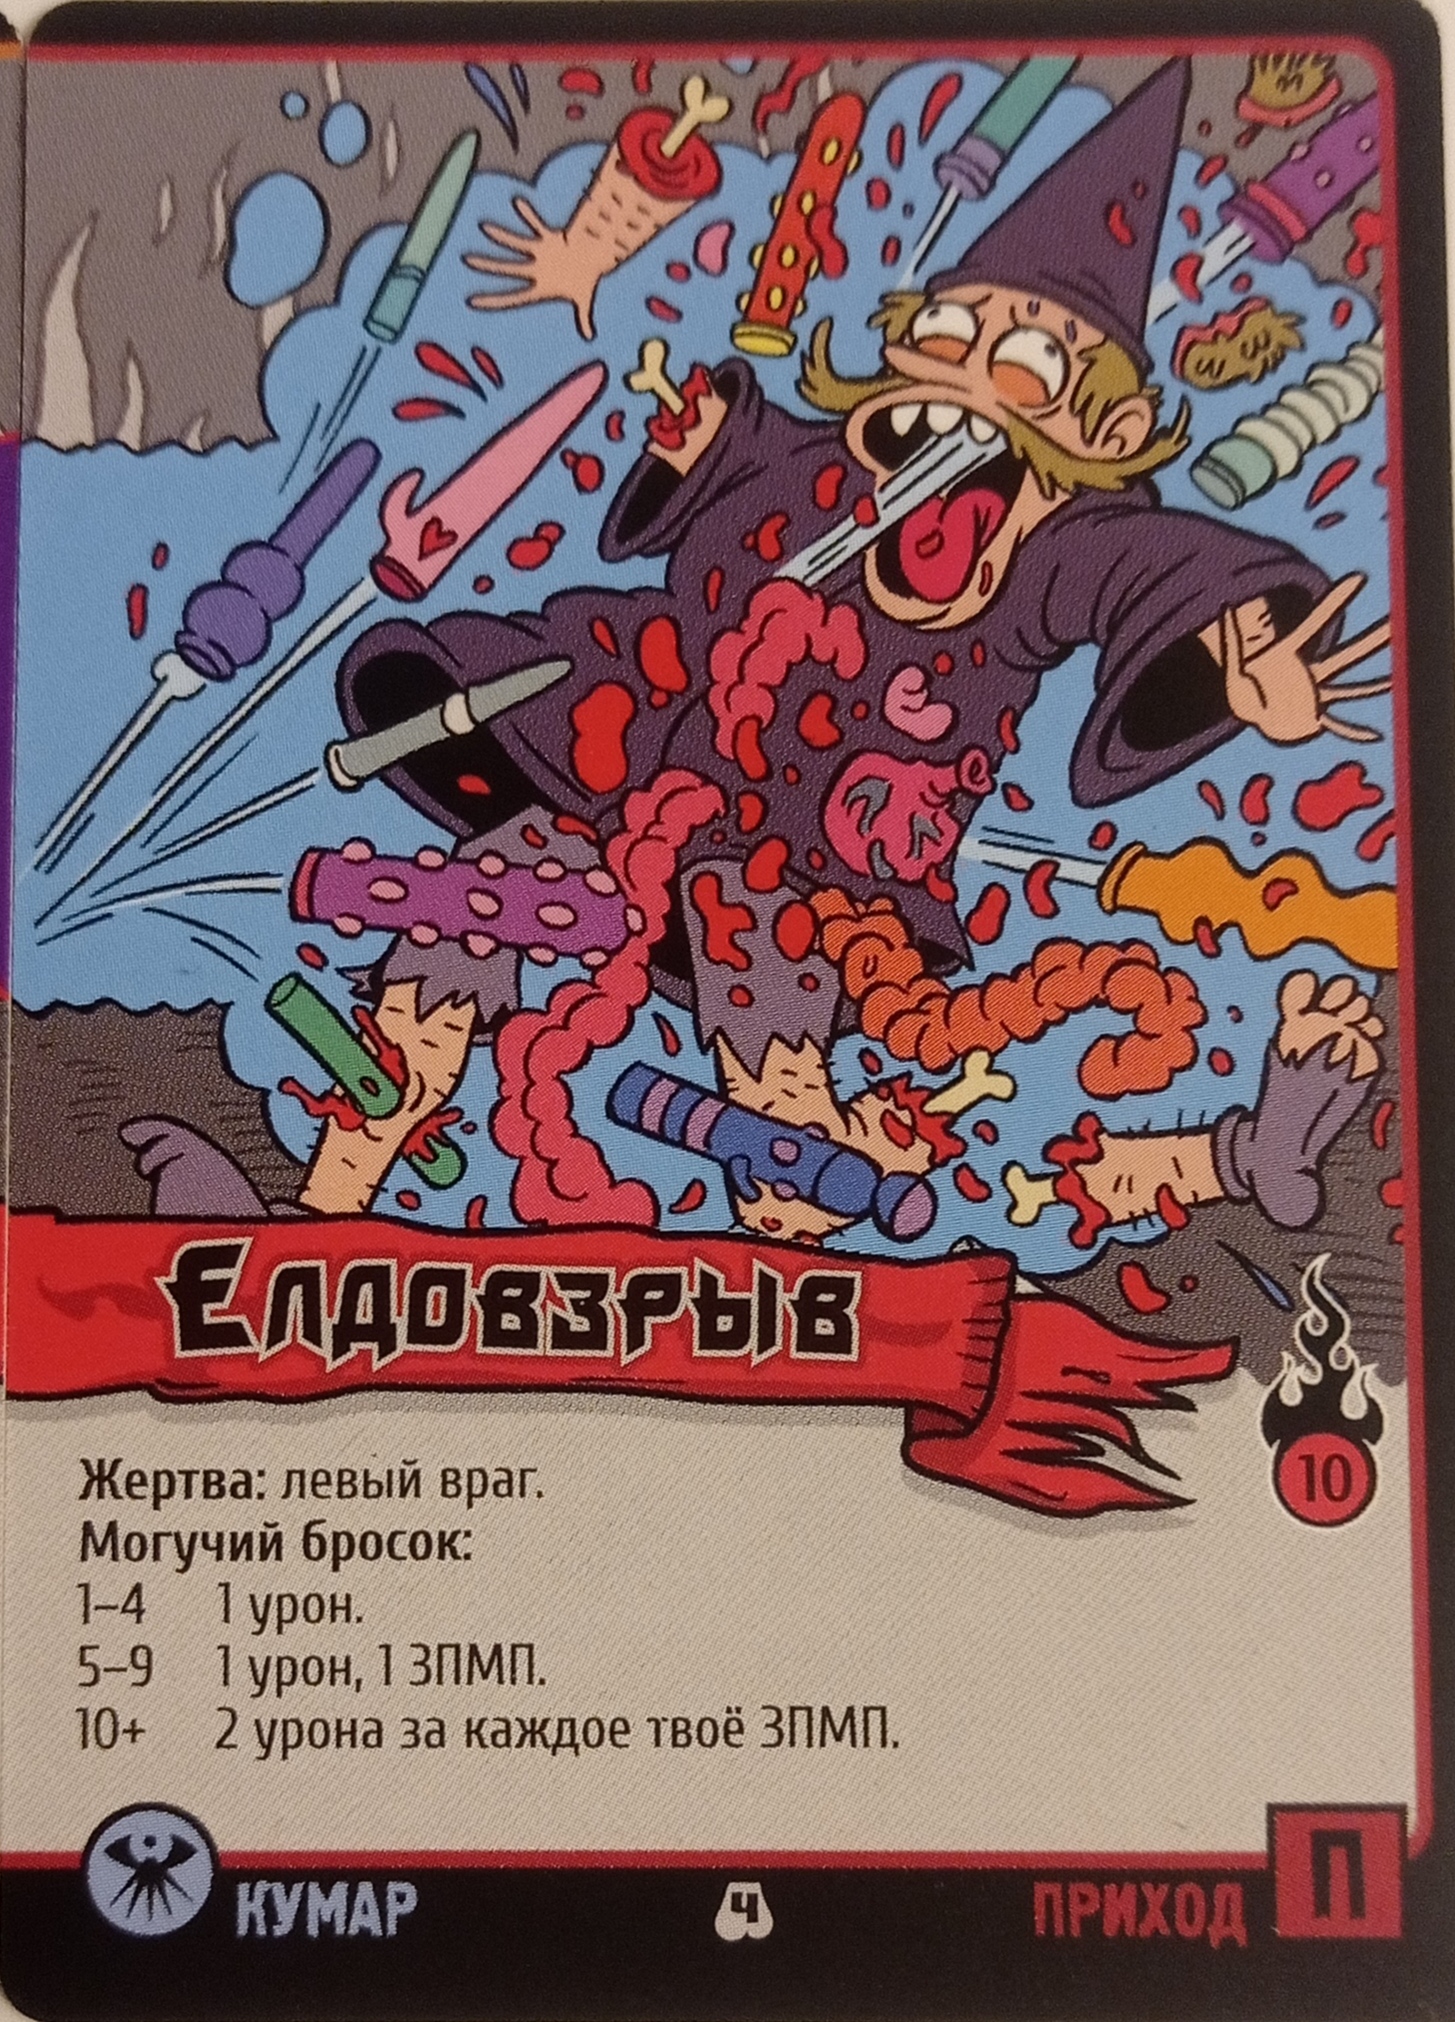 Елдовзрыв
10
Жертва: левый враг.
Могучий бросок:
1–4 1 урон.
5–9 1 урон, 1 ЗПМП.
10+ 2 урона за каждое твоё ЗПМП.
КУМАР Ч ПРИХОД П